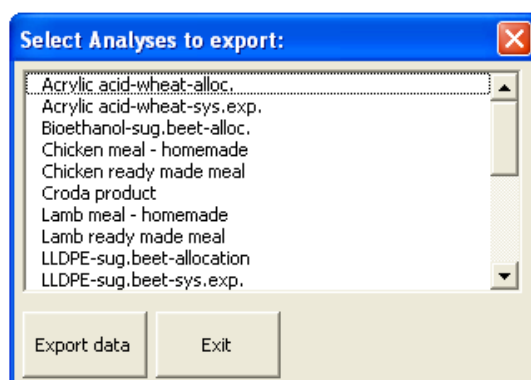 Select Analyses to export:
Acrylic acid-wheat-alloc.
Acrylic acid-wheat-sys.exp.
Bioethanol-sug.beet-alloc.
Chicken meal - homemade
Chicken ready made meal
Croda product
Lamb meal - homemade
Lamb ready made meal
LLDPE-sug.beet-allocation
LLDPE-sug.beet-sys.exp.
Export data Exit